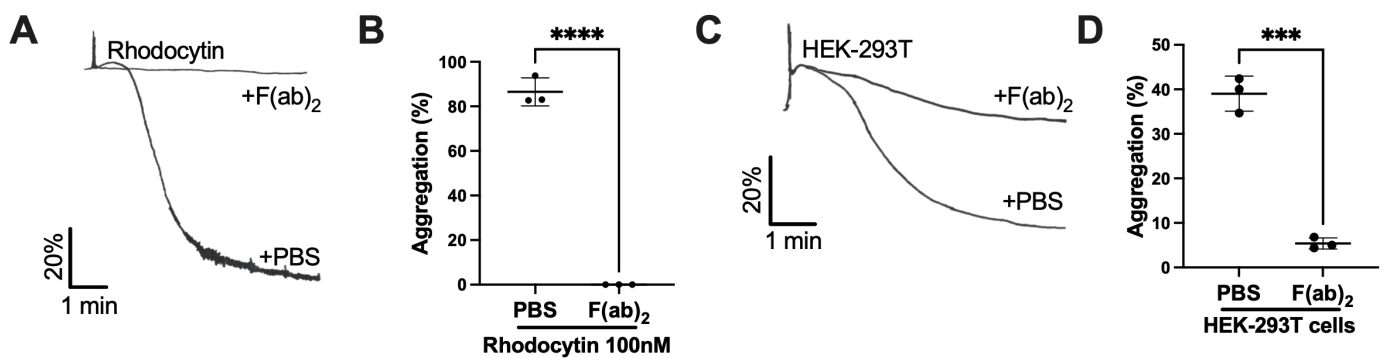 A
Rhodocytin
+F(ab)2
+PBS
20%
1 min
B
****
100
80
60
40
20
0
Aggregation (%)
PBS
F(ab)2
Rhodocytin 100nM
C
HEK-293T
+F(ab)2
+PBS
20%
1 min
D
***
50
40
30
20
10
0
Aggregation (%)
PBS
F(ab)2
HEK-293T cells